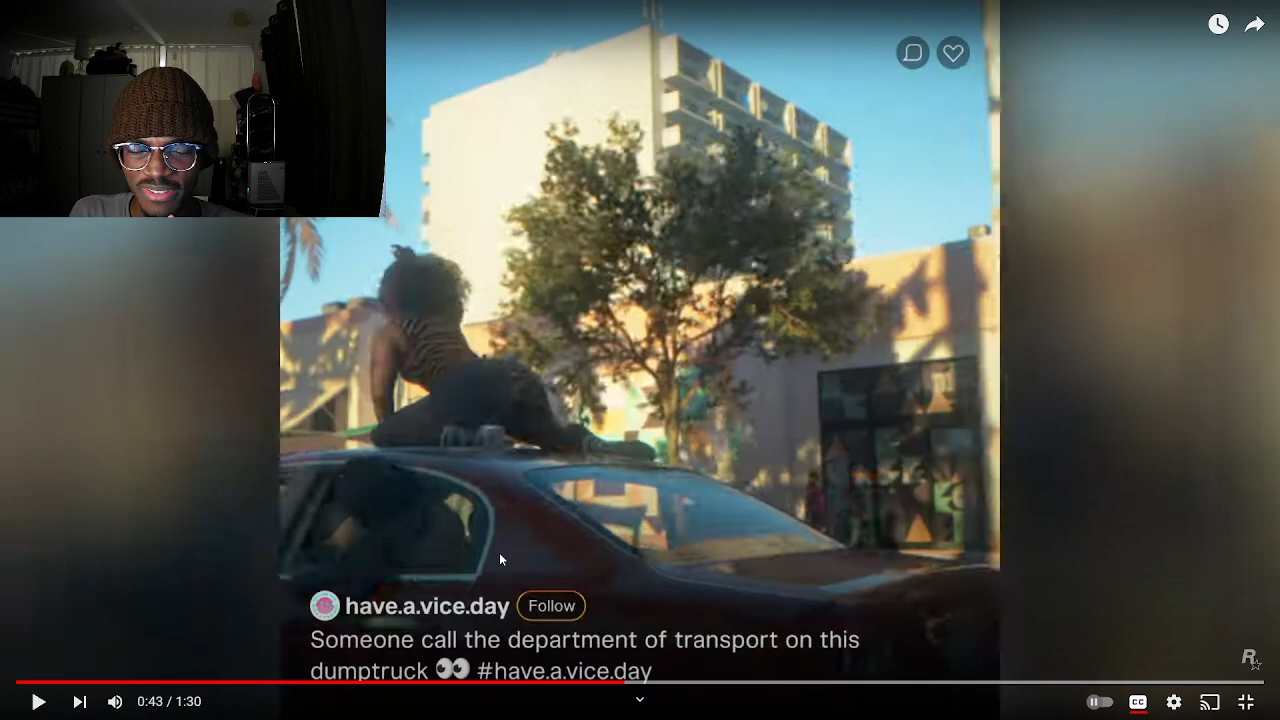 have.a.vice.day Follow
Someone call the department of transport on this
dumptruck 👀 #have.a.vice.day
R
0:43 / 1:30
CC